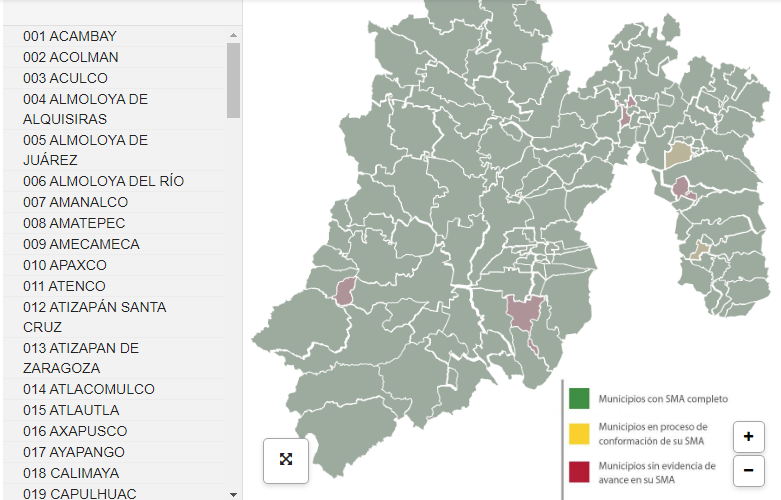 001 ACAMBAY
002 ACOLMAN
003 ACULCO
004 ALMOLOYA DE
ALQUISIRAS
005 ALMOLOYA DE
JUÁREZ
006 ALMOLOYA DEL RÍO
007 AMANALCO
008 AMATEPEC
009 AMECAMECA
010 APAXCO
011 ATENCO
012 ATIZAPÁN SANTA
CRUZ
013 ATIZAPAN DE
ZARAGOZA
014 ATLACOMULCO
015 ATLAUTLA
016 AXAPUSCO
017 AYAPANGO
018 CALIMAYA
019 CAPULHUAC
Municipios con SMA completo
Municipios en proceso de
conformación de su SMA
Municipios sin evidencia de
avance en su SMA
+
−